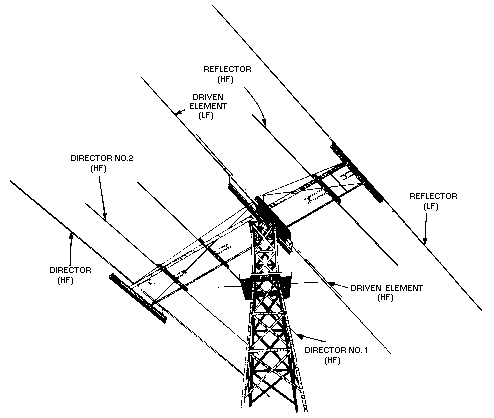 REFLECTOR
(HF)
DRIVEN
ELEMENT
(LF)
DIRECTOR NO.2
(HF)
REFLECTOR
(LF)
DIRECTOR
(HF)
DRIVEN ELEMENT
(HF)
DIRECTOR NO. 1
(HF)